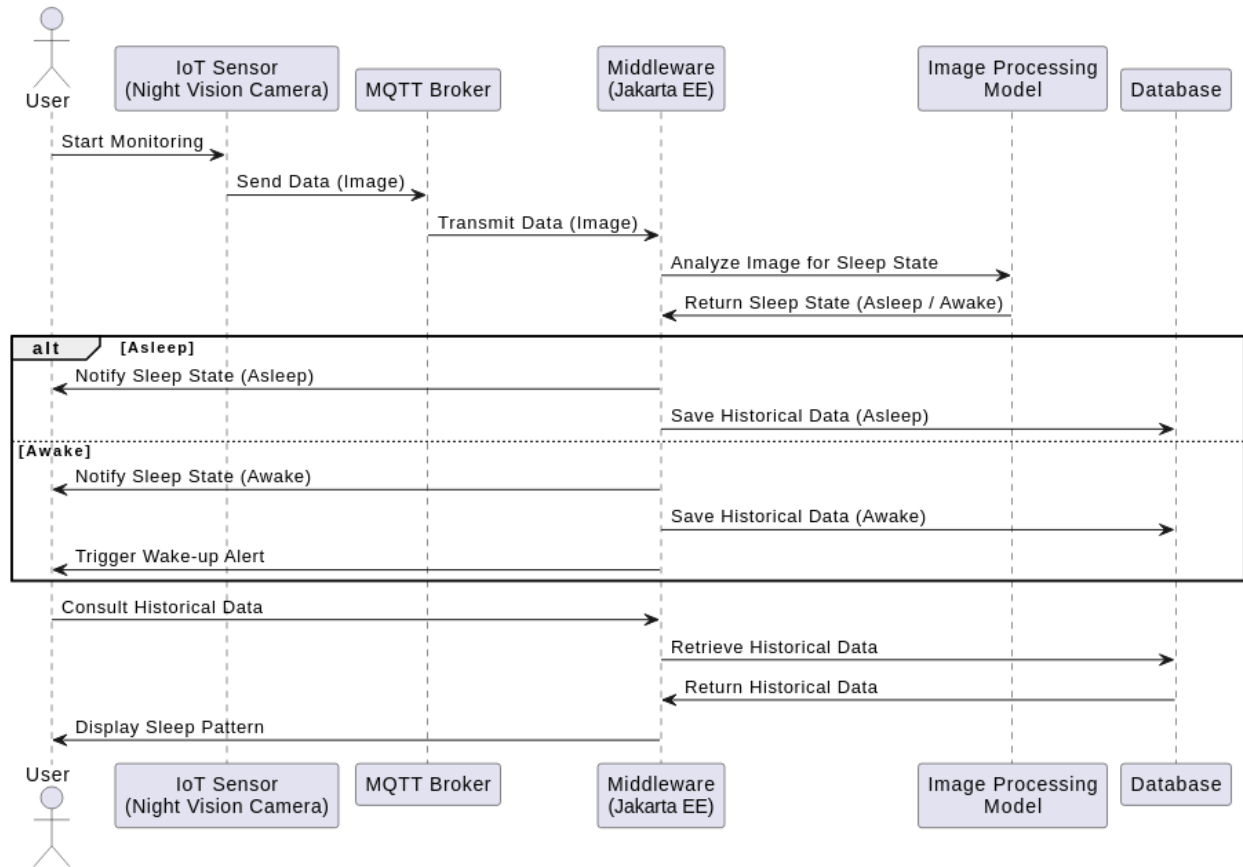 User
IoT Sensor
(Night Vision Camera)
MQTT Broker
Middleware
(Jakarta EE)
Image Processing
Model
Database
Start Monitoring
Send Data (Image)
Transmit Data (Image)
Analyze Image for Sleep State
Return Sleep State (Asleep / Awake)
alt
[Asleep]
Notify Sleep State (Asleep)
Save Historical Data (Asleep)
[Awake]
Notify Sleep State (Awake)
Save Historical Data (Awake)
Trigger Wake-up Alert
Consult Historical Data
Retrieve Historical Data
Return Historical Data
Display Sleep Pattern
User
IoT Sensor
(Night Vision Camera)
MQTT Broker
Middleware
(Jakarta EE)
Image Processing
Model
Database